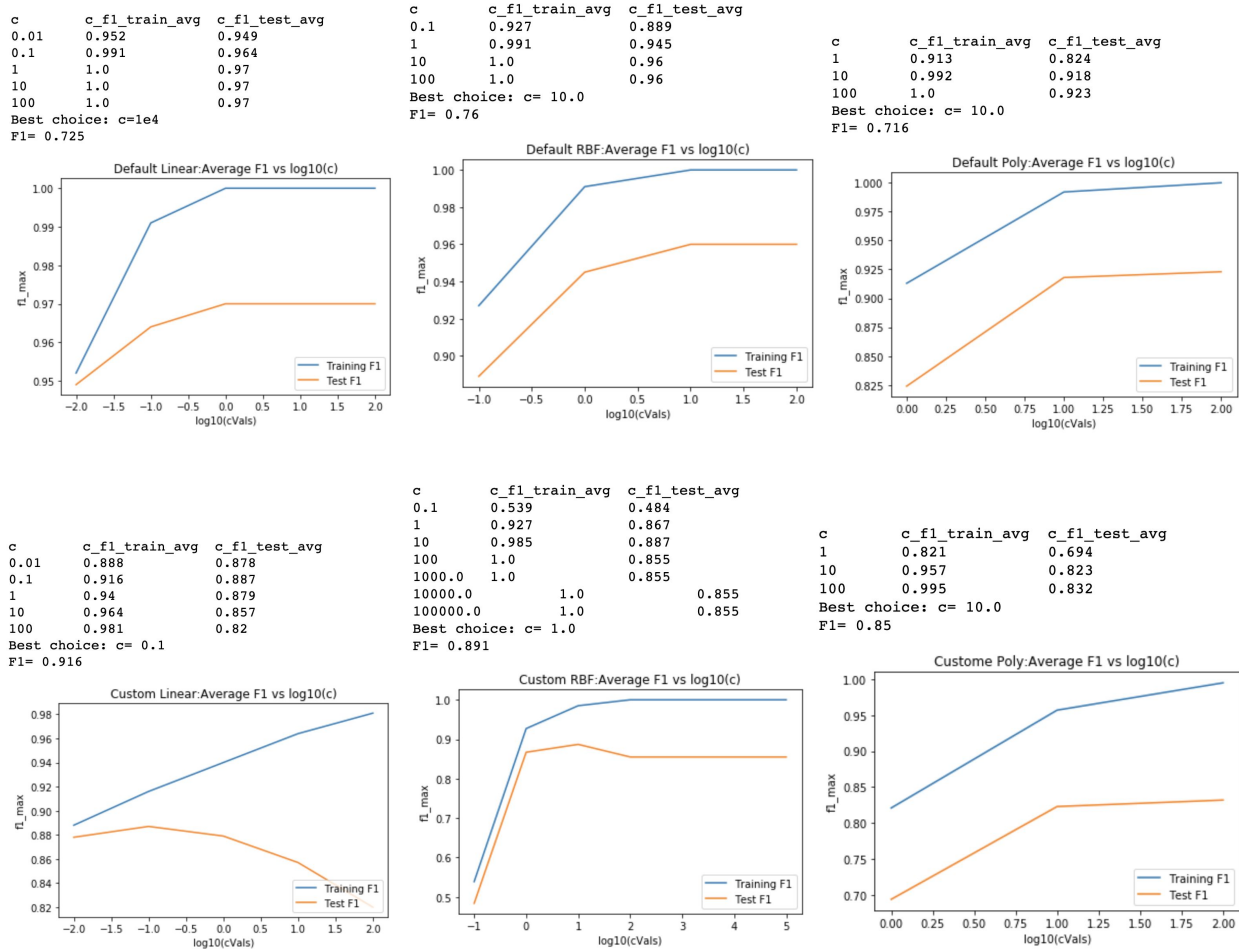 c c_f1_train_avg c_f1_test_avg
0.01 0.952 0.949
0.1 0.991 0.964
1 1.0 0.97
10 1.0 0.97
100 1.0 0.97
Best choice: c=1e4
F1= 0.725
Default Linear:Average F1 vs log10(c)
1.00
0.99
0.98
0.97
0.96
0.95
f1_max
−2.0 −1.5 −1.0 −0.5 0.0 0.5 1.0 1.5 2.0
log10(cVals)
Training F1
Test F1
c c_f1_train_avg c_f1_test_avg
0.1 0.927 0.889
1 0.991 0.945
10 1.0 0.96
100 1.0 0.96
Best choice: c= 10.0
F1= 0.76
Default RBF:Average F1 vs log10(c)
1.00
0.98
0.96
0.94
0.92
0.90
f1_max
−1.0 −0.5 0.0 0.5 1.0 1.5 2.0
log10(cVals)
Training F1
Test F1
c c_f1_train_avg c_f1_test_avg
1 0.913 0.824
10 0.992 0.918
100 1.0 0.923
Best choice: c= 10.0
F1= 0.716
Default Poly:Average F1 vs log10(c)
1.000
0.975
0.950
0.925
0.900
0.875
0.850
0.825
f1_max
0.00 0.25 0.50 0.75 1.00 1.25 1.50 1.75 2.00
log10(cVals)
Training F1
Test F1
c c_f1_train_avg c_f1_test_avg
0.01 0.888 0.878
0.1 0.916 0.887
1 0.94 0.879
10 0.964 0.857
100 0.981 0.82
Best choice: c= 0.1
F1= 0.916
Custom Linear:Average F1 vs log10(c)
0.98
0.96
0.94
0.92
0.90
0.88
0.86
0.84
0.82
f1_max
−2.0 −1.5 −1.0 −0.5 0.0 0.5 1.0 1.5 2.0
log10(cVals)
Training F1
Test F1
c c_f1_train_avg c_f1_test_avg
0.1 0.539 0.484
1 0.927 0.867
10 0.985 0.887
100 1.0 0.855
1000.0 1.0 0.855
10000.0 1.0 0.855
100000.0 1.0 0.855
Best choice: c= 1.0
F1= 0.891
Custom RBF:Average F1 vs log10(c)
1.0
0.9
0.8
0.7
0.6
0.5
f1_max
−1 0 1 2 3 4 5
log10(cVals)
Training F1
Test F1
c c_f1_train_avg c_f1_test_avg
1 0.821 0.694
10 0.957 0.823
100 0.995 0.832
Best choice: c= 10.0
F1= 0.85
Custome Poly:Average F1 vs log10(c)
1.00
0.95
0.90
0.85
0.80
0.75
0.70
f1_max
0.00 0.25 0.50 0.75 1.00 1.25 1.50 1.75 2.00
log10(cVals)
Training F1
Test F1